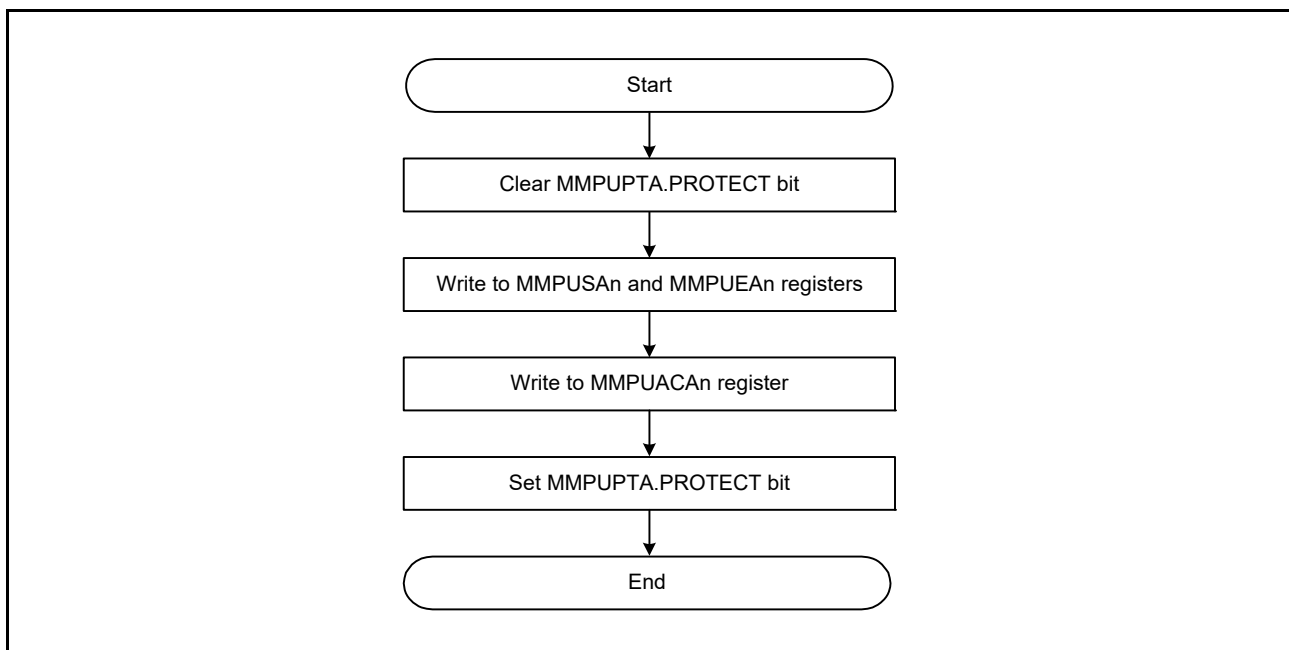 Start
Clear MMPUPTA.PROTECT bit
Write to MMPUSAn and MMPUEAn registers
Write to MMPUACAn register
Set MMPUPTA.PROTECT bit
End